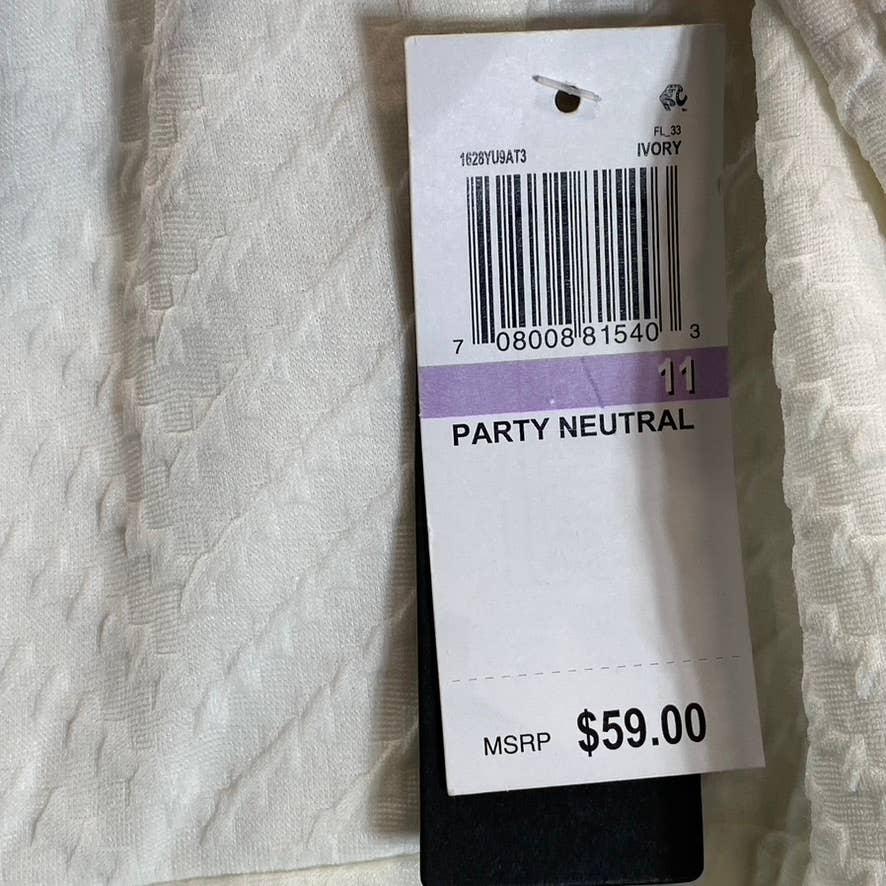 FL_33
1628YU9AT3 IVORY
7 08008 81540 3
11
PARTY NEUTRAL
MSRP $59.00